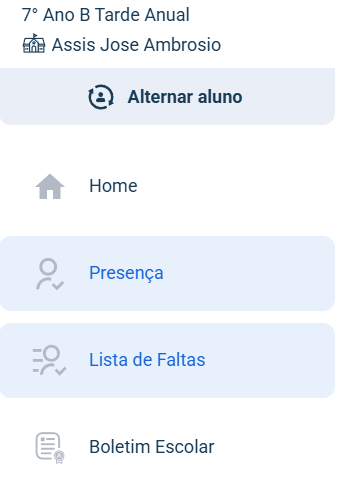 7° Ano B Tarde Anual
Assis Jose Ambrosio
Alternar aluno
Home
Presença
Lista de Faltas
Boletim Escolar